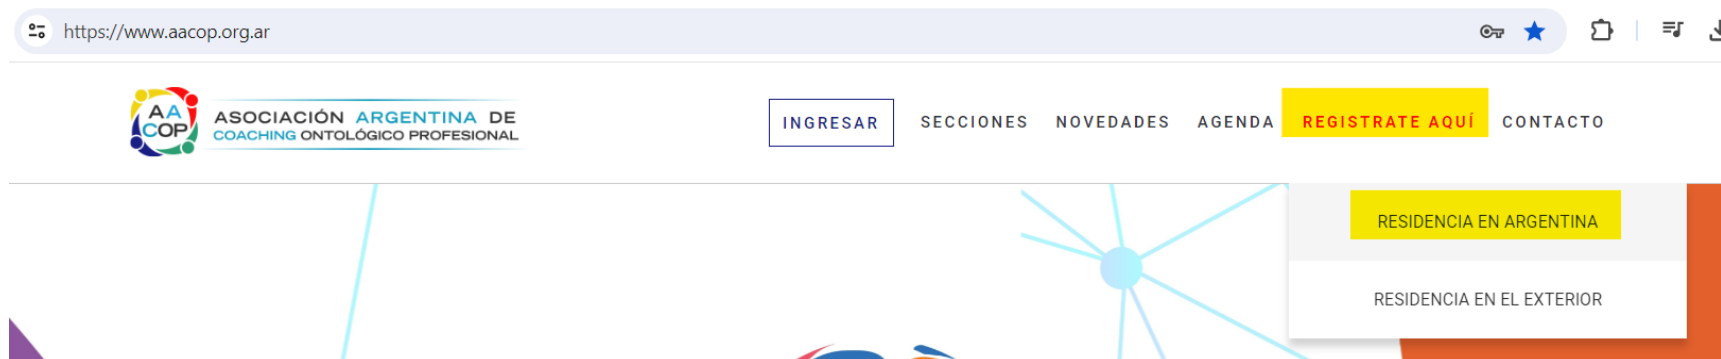 https://www.aacop.org.ar
AA
COP
ASOCIACIÓN ARGENTINA DE
COACHING ONTOLÓGICO PROFESIONAL
INGRESAR SECCIONES NOVEDADES AGENDA REGISTRATE AQUÍ CONTACTO
RESIDENCIA EN ARGENTINA
RESIDENCIA EN EL EXTERIOR